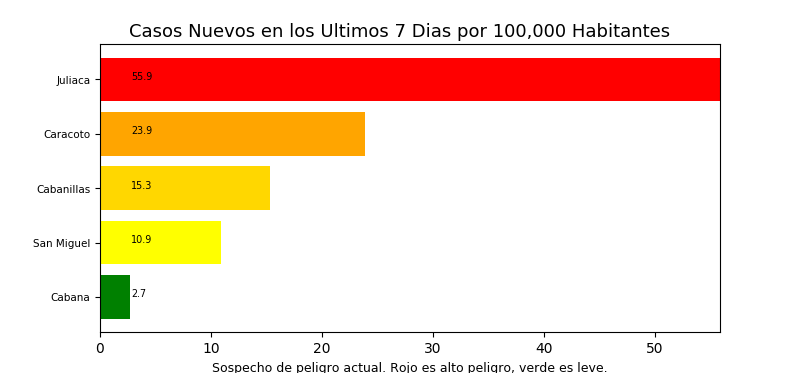 Casos Nuevos en los Ultimos 7 Dias por 100,000 Habitantes
Juliaca 55.9
Caracoto 23.9
Cabanillas 15.3
San Miguel 10.9
Cabana 2.7
0 10 20 30 40 50
Sospecho de peligro actual. Rojo es alto peligro, verde es leve.